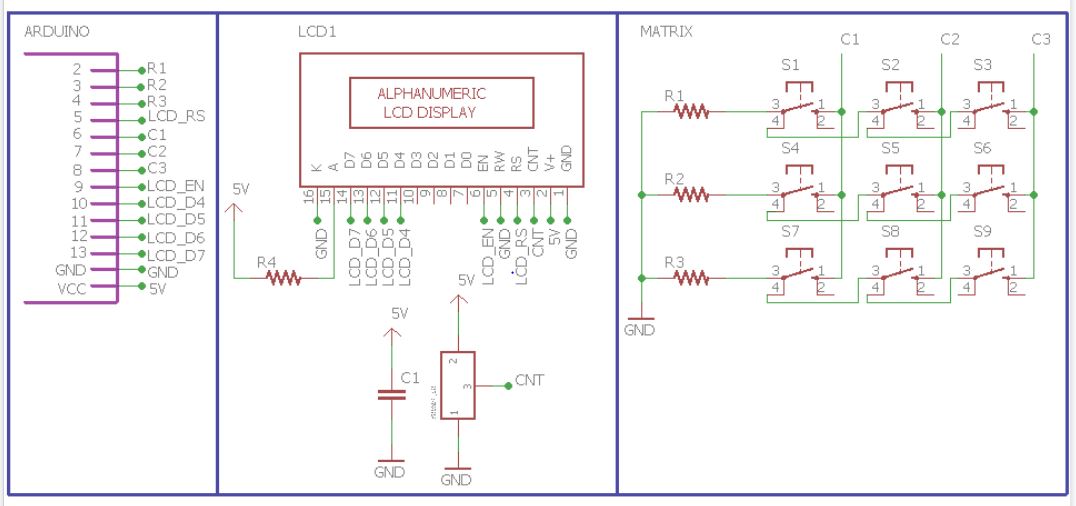 ARDUINO
2 R1
3 R2
4 R3
5 LCD_RS
6 C1
7 C2
8 C3
9 LCD_EN
10 LCD_D4
11 LCD_D5
12 LCD_D6
13 LCD_D7
GND GND
VCC 5V
LCD1
ALPHANUMERIC
LCD DISPLAY
K A D7 D6 D5 D4 D3 D2 D1 D0 EN RW RS CNT V+ GND
16 15 14 13 12 11 10 9 8 7 6 5 4 3 2 1
GND LCD_D7 LCD_D6 LCD_D5 LCD_D4 LCD_EN GND LCD_RS CNT 5V GND
5V
R4
5V
C1
GND
5V
2
3 CNT
1
GND
MATRIX
C1 C2 C3
S1 S2 S3
R1 3 1 3 1 3 1
4 2 4 2 4 2
S4 S5 S6
R2 3 1 3 1 3 1
4 2 4 2 4 2
S7 S8 S9
R3 3 1 3 1 3 1
4 2 4 2 4 2
GND